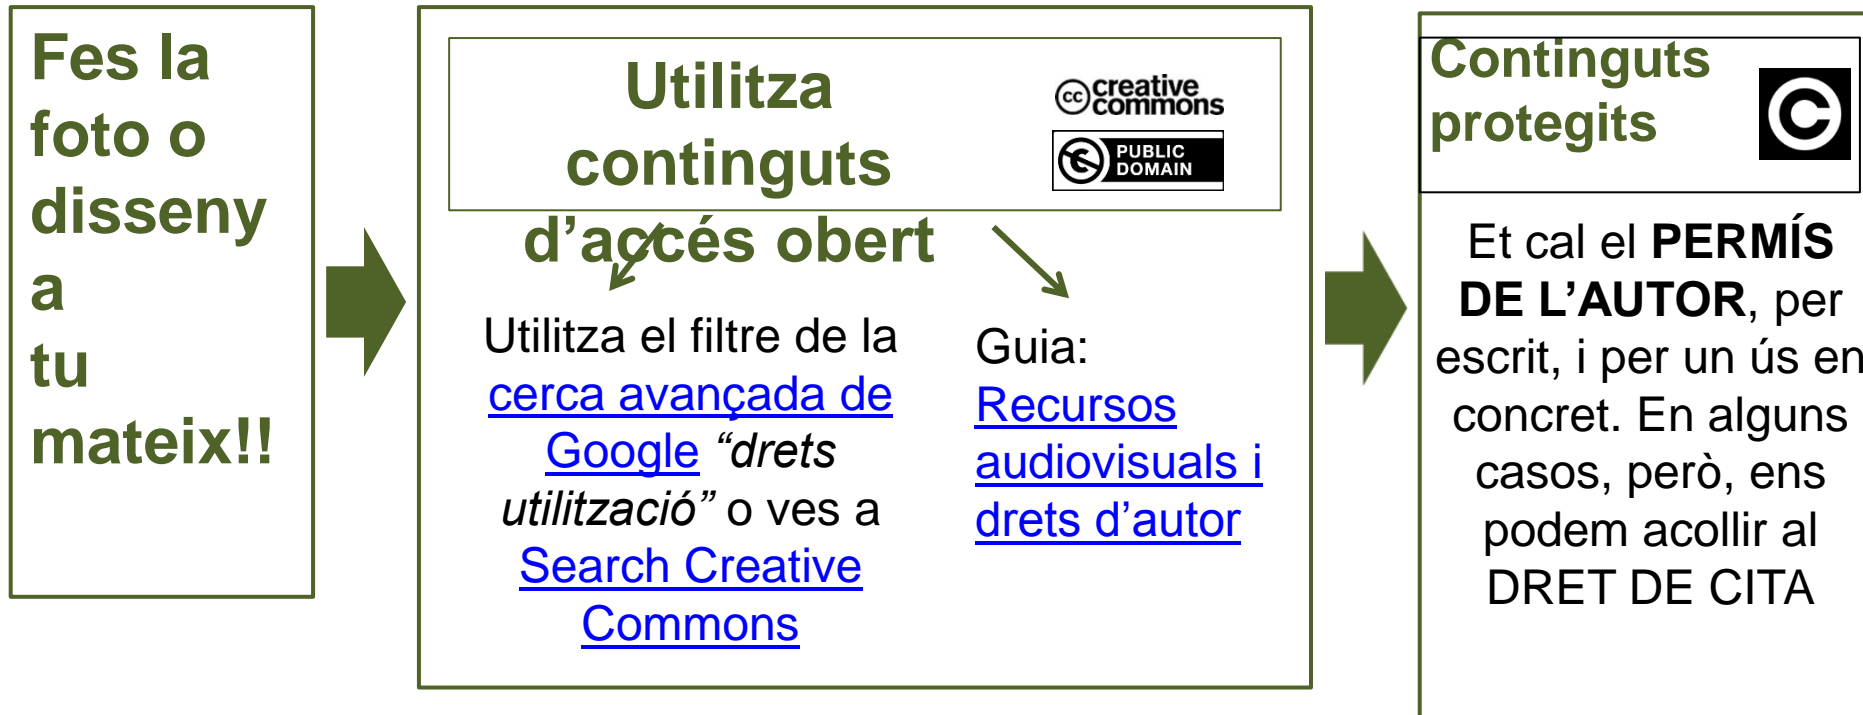 Fes la
foto o
disseny
a
tu
mateix!!
Utilitza
continguts
d’accés obert
cc creative
commons
PUBLIC
DOMAIN
Utilitza el filtre de la
cerca avançada de
Google “drets
utilització” o ves a
Search Creative
Commons
Guia:
Recursos
audiovisuals i
drets d’autor
Continguts
protegits
C
Et cal el PERMÍS
DE L’AUTOR, per
escrit, i per un ús en
concret. En alguns
casos, però, ens
podem acollir al
DRET DE CITA